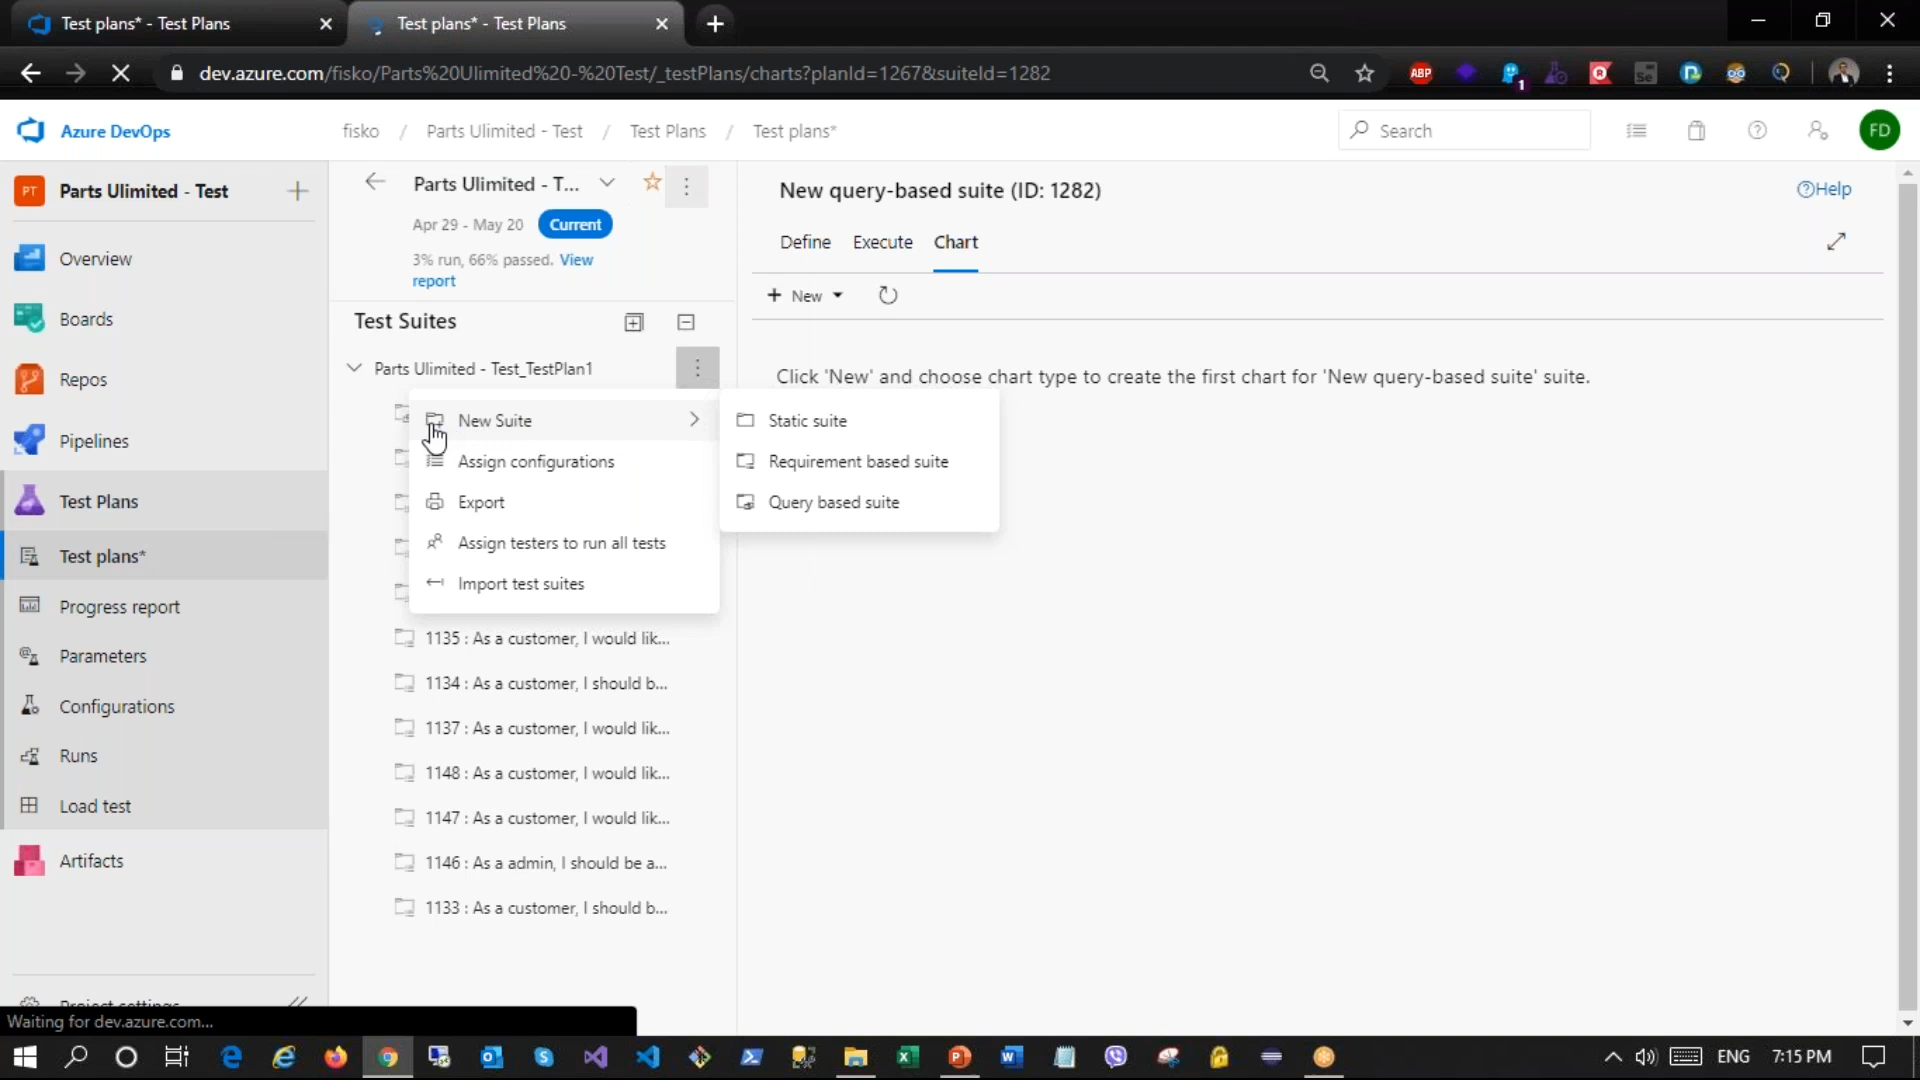 Test plans* - Test Plans
Test plans* - Test Plans
dev.azure.com/fisko/Parts%20Ulimited%20-%20Test/_testPlans/charts?planId=1267&suiteId=1282
ABP
1
Azure DevOps
fisko / Parts Ulimited - Test / Test Plans / Test plans*
Search
FD
PT
Parts Ulimited - Test
Overview
Boards
Repos
Pipelines
Test Plans
Test plans*
Progress report
Parameters
Configurations
Runs
Load test
Artifacts
Project settings
Parts Ulimited - T...
Apr 29 - May 20
Current
3% run, 66% passed. View
report
Test Suites
Parts Ulimited - Test_TestPlan1
New Suite
Assign configurations
Export
Assign testers to run all tests
Import test suites
Static suite
Requirement based suite
Query based suite
1135 : As a customer, I would lik...
1134 : As a customer, I should b...
1137 : As a customer, I would lik...
1148 : As a customer, I would lik...
1147 : As a customer, I would lik...
1146 : As a admin, I should be a...
1133 : As a customer, I should b...
New query-based suite (ID: 1282)
Help
Define
Execute
Chart
New
Click 'New' and choose chart type to create the first chart for 'New query-based suite' suite.
Waiting for dev.azure.com...
ENG
7:15 PM